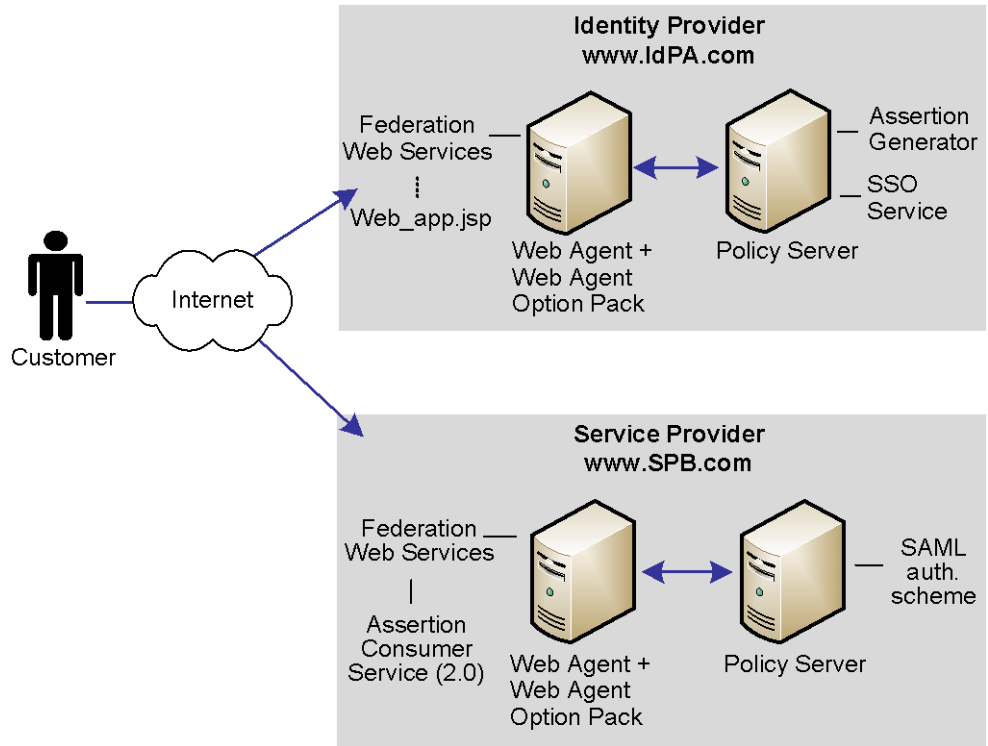 Identity Provider
www.IdPA.com
Federation
Web Services
Web_app.jsp
Web Agent +
Web Agent
Option Pack
Policy Server
Assertion
Generator
SSO
Service
Customer
Internet
Service Provider
www.SPB.com
Federation
Web Services
Assertion
Consumer
Service (2.0)
Web Agent +
Web Agent
Option Pack
Policy Server
SAML
auth.
scheme